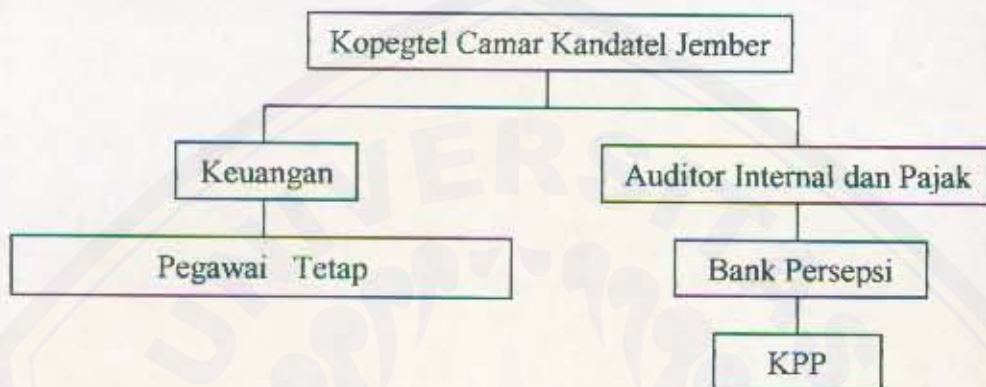 Kopegtel Camar Kandatel Jember
Keuangan
Auditor Internal dan Pajak
Pegawai Tetap
Bank Persepsi
KPP